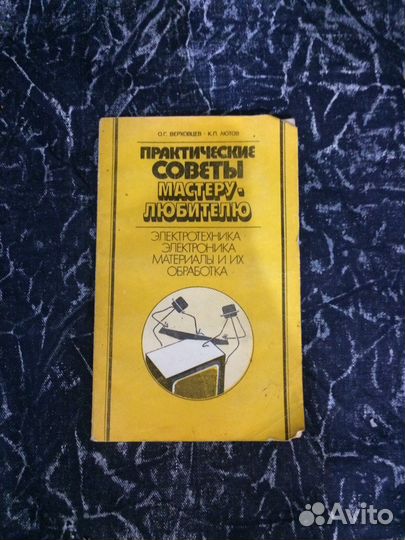 О.Г. ВЕРХОВЦЕВ · К.П. ЛЮТОВ
ПРАКТИЧЕСКИЕ
СОВЕТЫ
МАСТЕРУ-
ЛЮБИТЕЛЮ
ЭЛЕКТРОТЕХНИКА
ЭЛЕКТРОНИКА
МАТЕРИАЛЫ И ИХ
ОБРАБОТКА
Avito